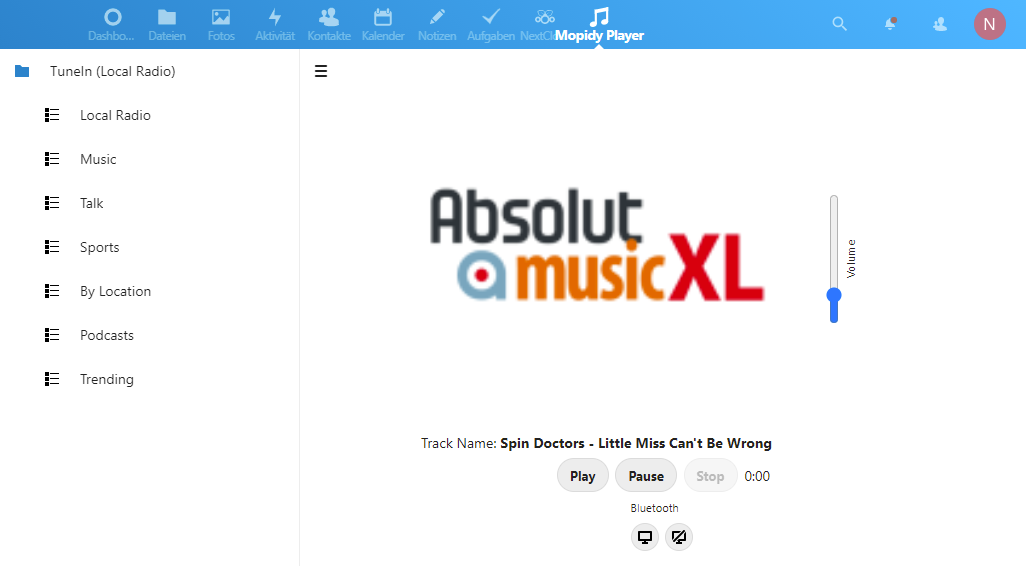 Dashbo... Dateien Fotos Aktivität Kontakte Kalender Notizen Aufgaben NextCl Mopidy Player N
TuneIn (Local Radio)
Local Radio
Music
Talk
Sports
By Location
Podcasts
Trending
Absolut
musicXL
Volume
Track Name: Spin Doctors - Little Miss Can't Be Wrong
Play Pause Stop 0:00
Bluetooth